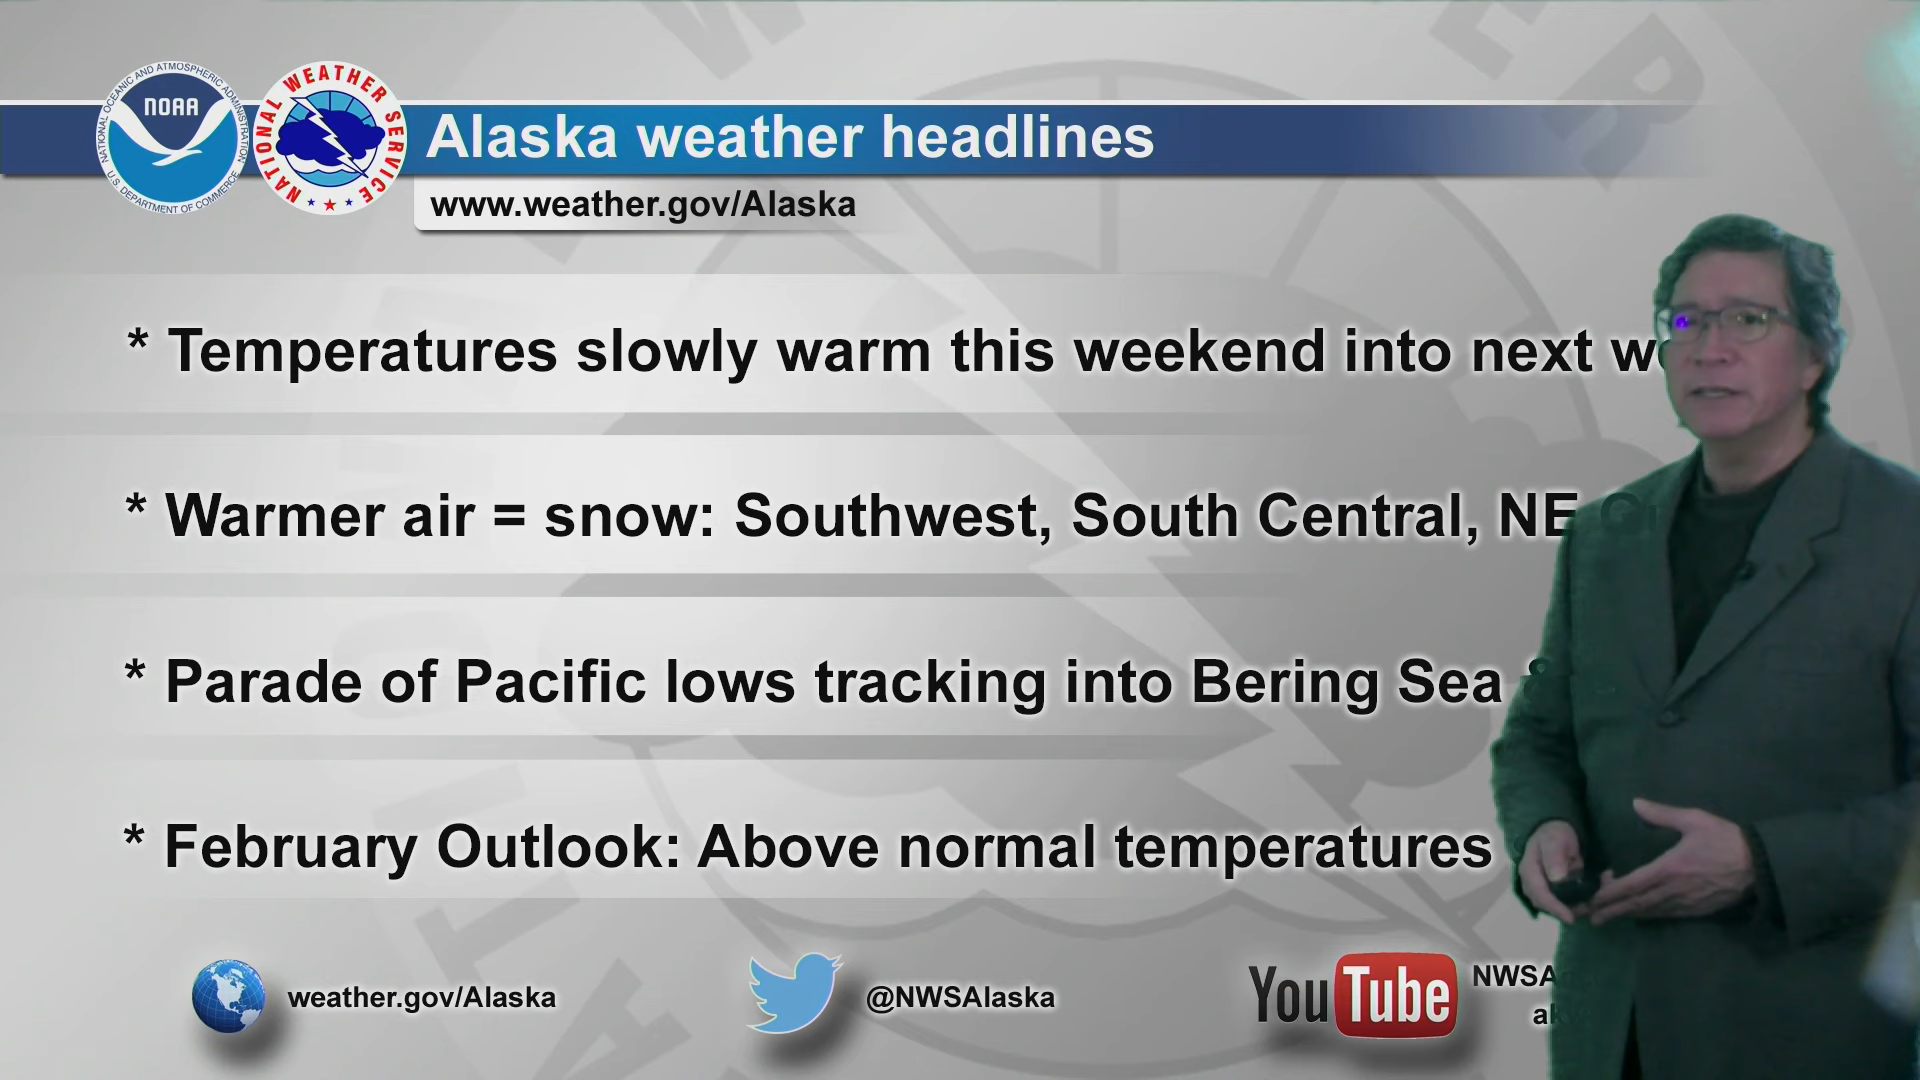 NATIONAL OCEANIC AND ATMOSPHERIC ADMINISTRATION
NOAA
U.S. DEPARTMENT OF COMMERCE
NATIONAL WEATHER SERVICE
Alaska weather headlines
www.weather.gov/Alaska
* Temperatures slowly warm this weekend into next
* Warmer air = snow: Southwest, South Central, NE
* Parade of Pacific lows tracking into Bering Sea &
* February Outlook: Above normal temperatures
weather.gov/Alaska
@NWSAlaska
YouTube